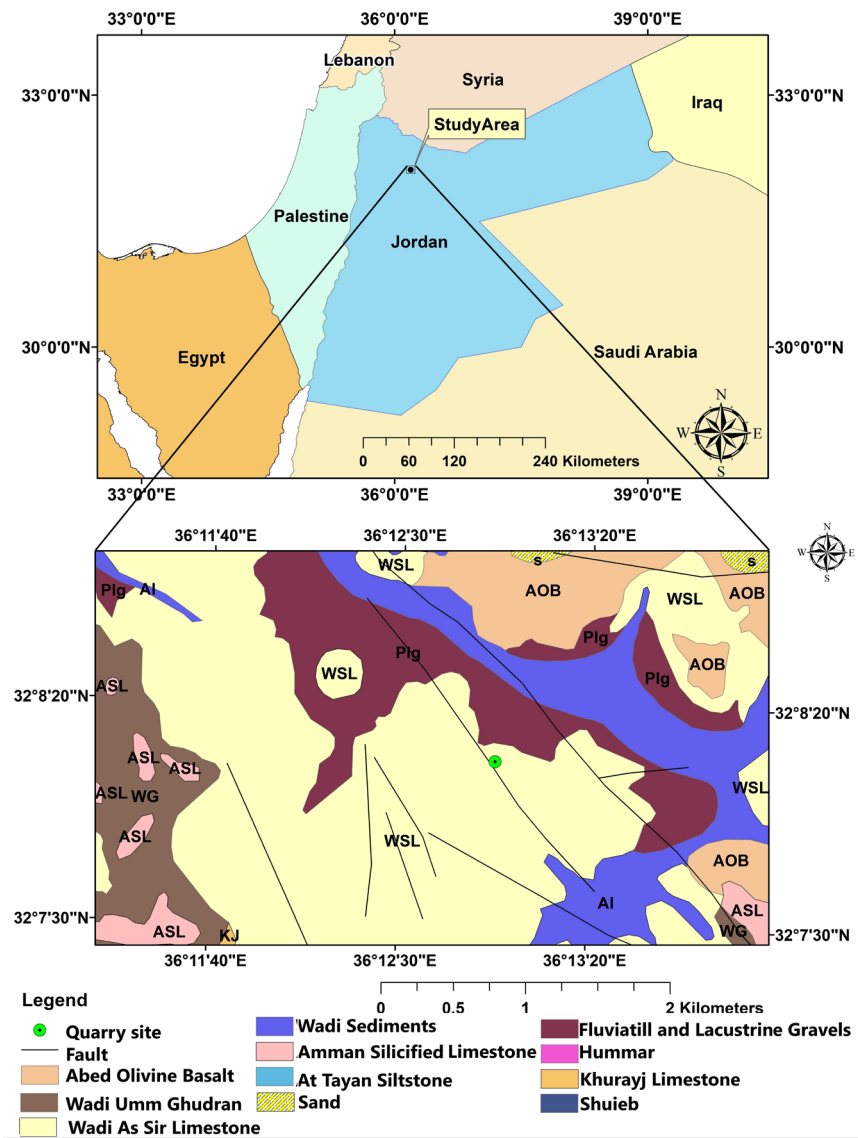 33°0'0"E 36°0'0"E 39°0'0"E
Lebanon
Syria
33°0'0"N 33°0'0"N
Iraq
StudyArea
Palestine
Jordan
30°0'0"N 30°0'0"N
Egypt
Saudi Arabia
N
W E
S
0 60 120 240 Kilometers
33°0'0"E 36°0'0"E 39°0'0"E
36°11'40"E 36°12'30"E 36°13'20"E
N
W E
S
WSL s s
Plg Al AOB WSL AOB
Plg
Plg
WSL Plg AOB
32°8'20"N ASL
32°8'20"N
ASL ASL
ASL WG WSL
ASL WSL
AOB
Al ASL
32°7'30"N ASL KJ WG 32°7'30"N
36°11'40"E 36°12'30"E 36°13'20"E
0 0.5 1 2 Kilometers
Legend
Quarry site
Fault
Abed Olivine Basalt
Wadi Umm Ghudran
Wadi As Sir Limestone
Wadi Sediments
Amman Silicified Limestone
At Tayan Siltstone
Sand
Fluviatill and Lacustrine Gravels
Hummar
Khurayj Limestone
Shuieb